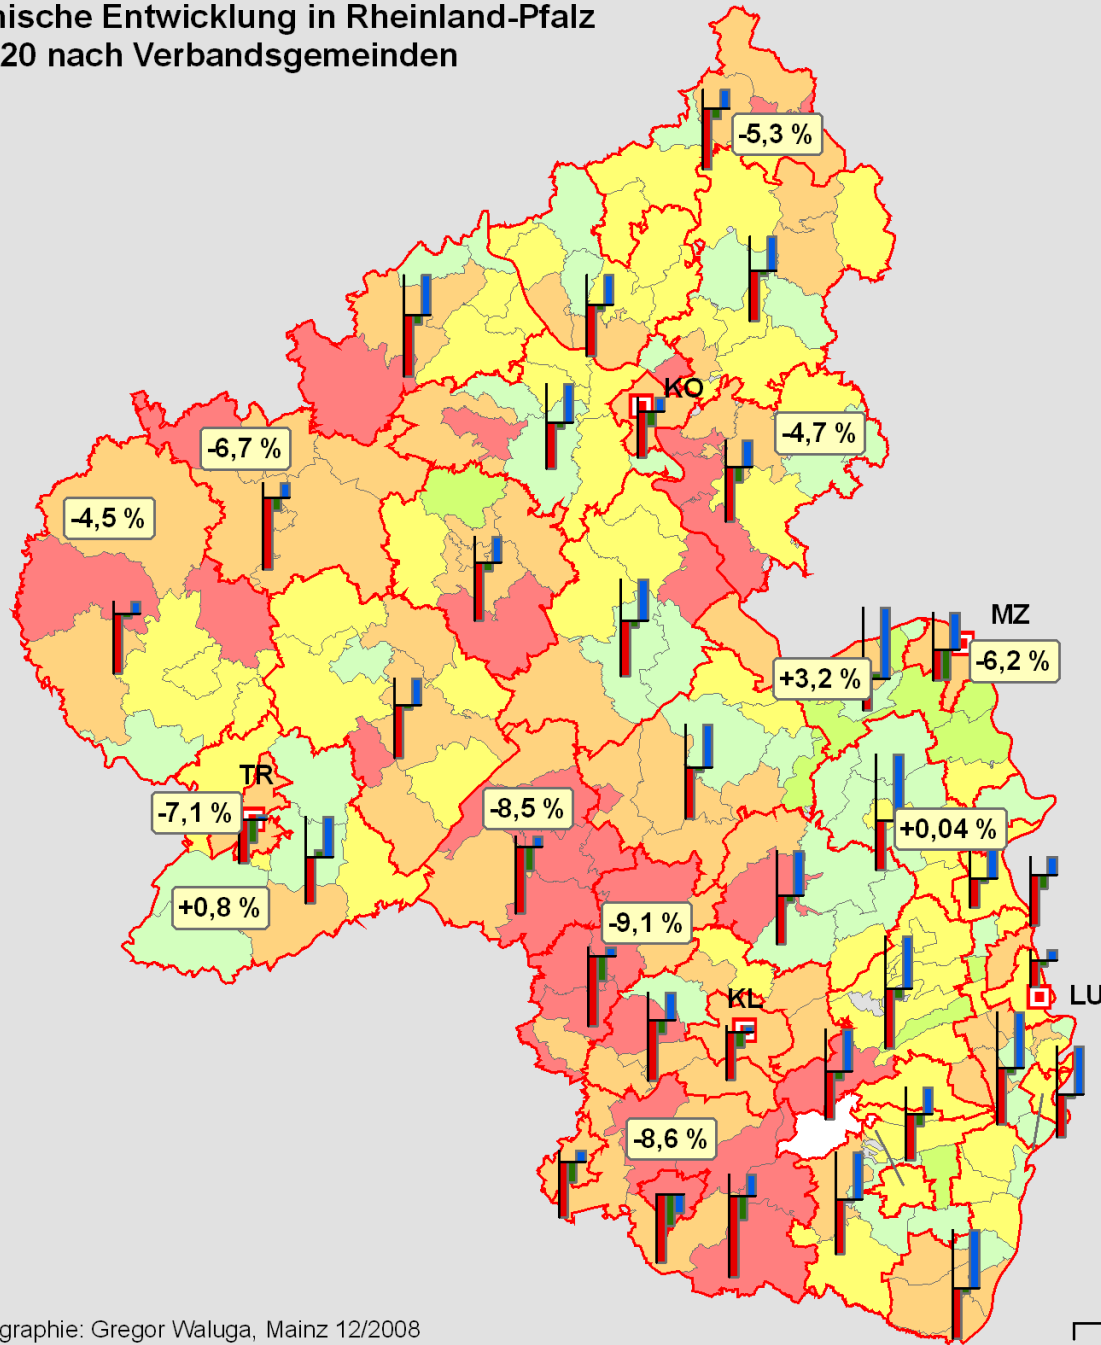 nische Entwicklung in Rheinland-Pfalz
20 nach Verbandsgemeinden
-5,3 %
KO
-4,7 %
-6,7 %
-4,5 %
MZ
-6,2 %
+3,2 %
TR
-7,1 %
-8,5 %
+0,04 %
+0,8 %
-9,1 %
KL
LU
-8,6 %
graphie: Gregor Waluga, Mainz 12/2008